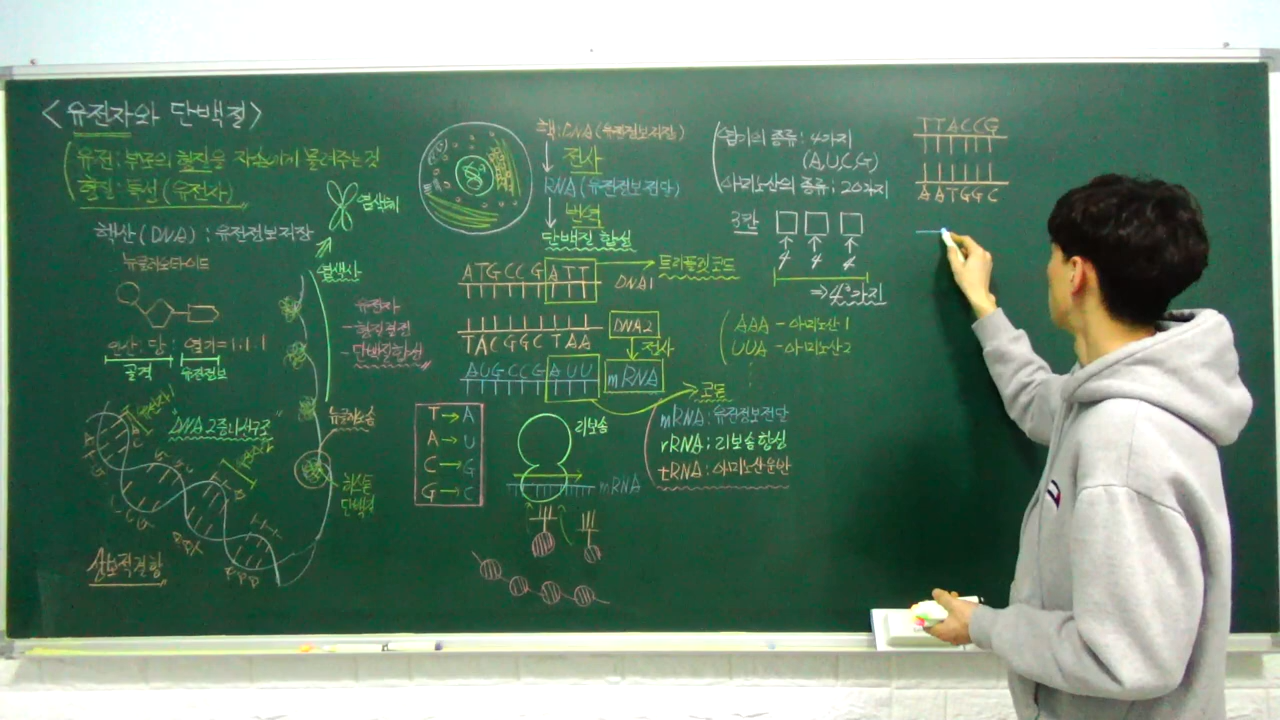 <유전자와 단백질>
유전: 부모의 형질을 자손에게 물려주는 것
형질: 특성 (유전자)
핵산(DNA) : 유전정보저장
뉴클레오타이드
인산 : 당 : 염기 = 1:1:1
골격
유전정보
"DNA 2중나선구조"
상보적결합
염색체
염색사
뉴클레오솜
히스톤
단백질
유전자
- 형질결정
- 단백질합성
핵: DNA (유전정보저장)
전사
RNA (유전정보전달)
번역
단백질 합성
ATGCCGATT
DNA1
트리플렛코드
DNA2
TACGGCTAA
전사
AUGCCGAUU
mRNA
코돈
T → A
A → U
C → G
G → C
리보솜
mRNA
mRNA: 유전정보전달
rRNA: 리보솜합성
tRNA: 아미노산운반
염기의 종류: 4가지
(A,U,C,G)
아미노산의 종류: 20가지
3칸
4 4 4
⇒ 4³가지
AAA - 아미노산1
UUA - 아미노산2
TTACCG
AATGGC